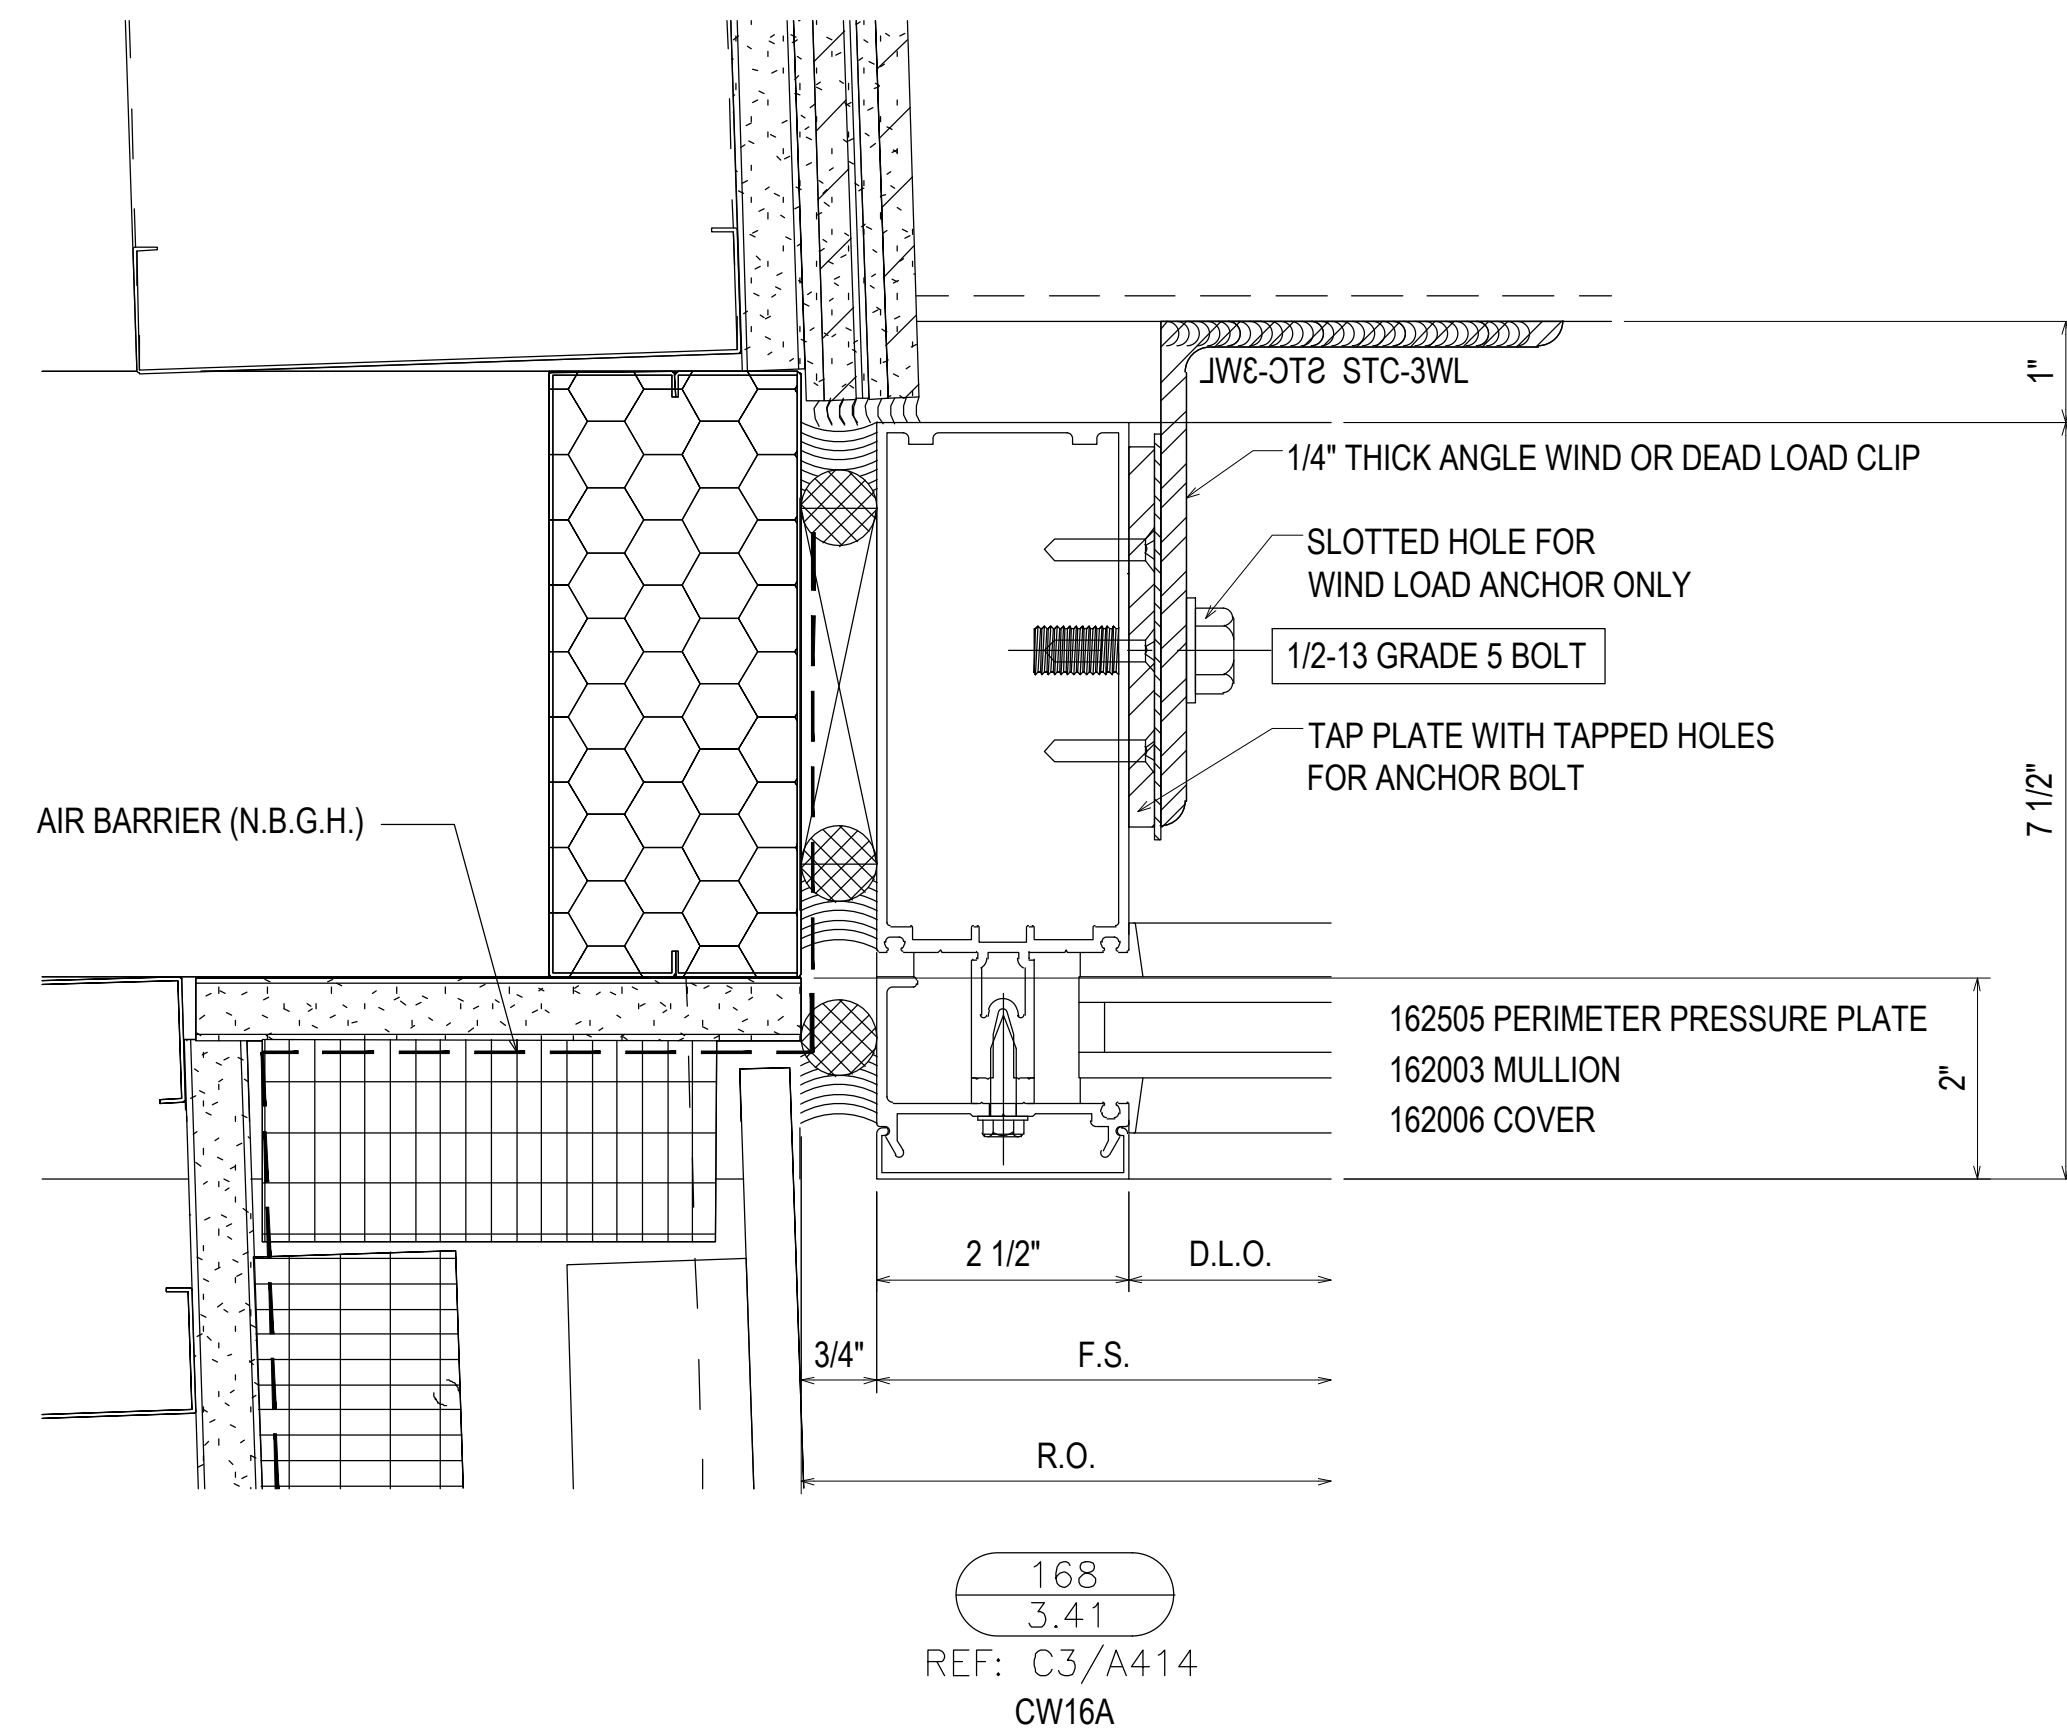 JWE-ƆTƧ STC-3WL
1"
1/4" THICK ANGLE WIND OR DEAD LOAD CLIP
SLOTTED HOLE FOR
WIND LOAD ANCHOR ONLY
1/2-13 GRADE 5 BOLT
TAP PLATE WITH TAPPED HOLES
FOR ANCHOR BOLT
7 1/2"
AIR BARRIER (N.B.G.H.)
162505 PERIMETER PRESSURE PLATE
162003 MULLION
162006 COVER
2"
2 1/2"
D.L.O.
3/4"
F.S.
R.O.
168
3.41
REF: C3/A414
CW16A